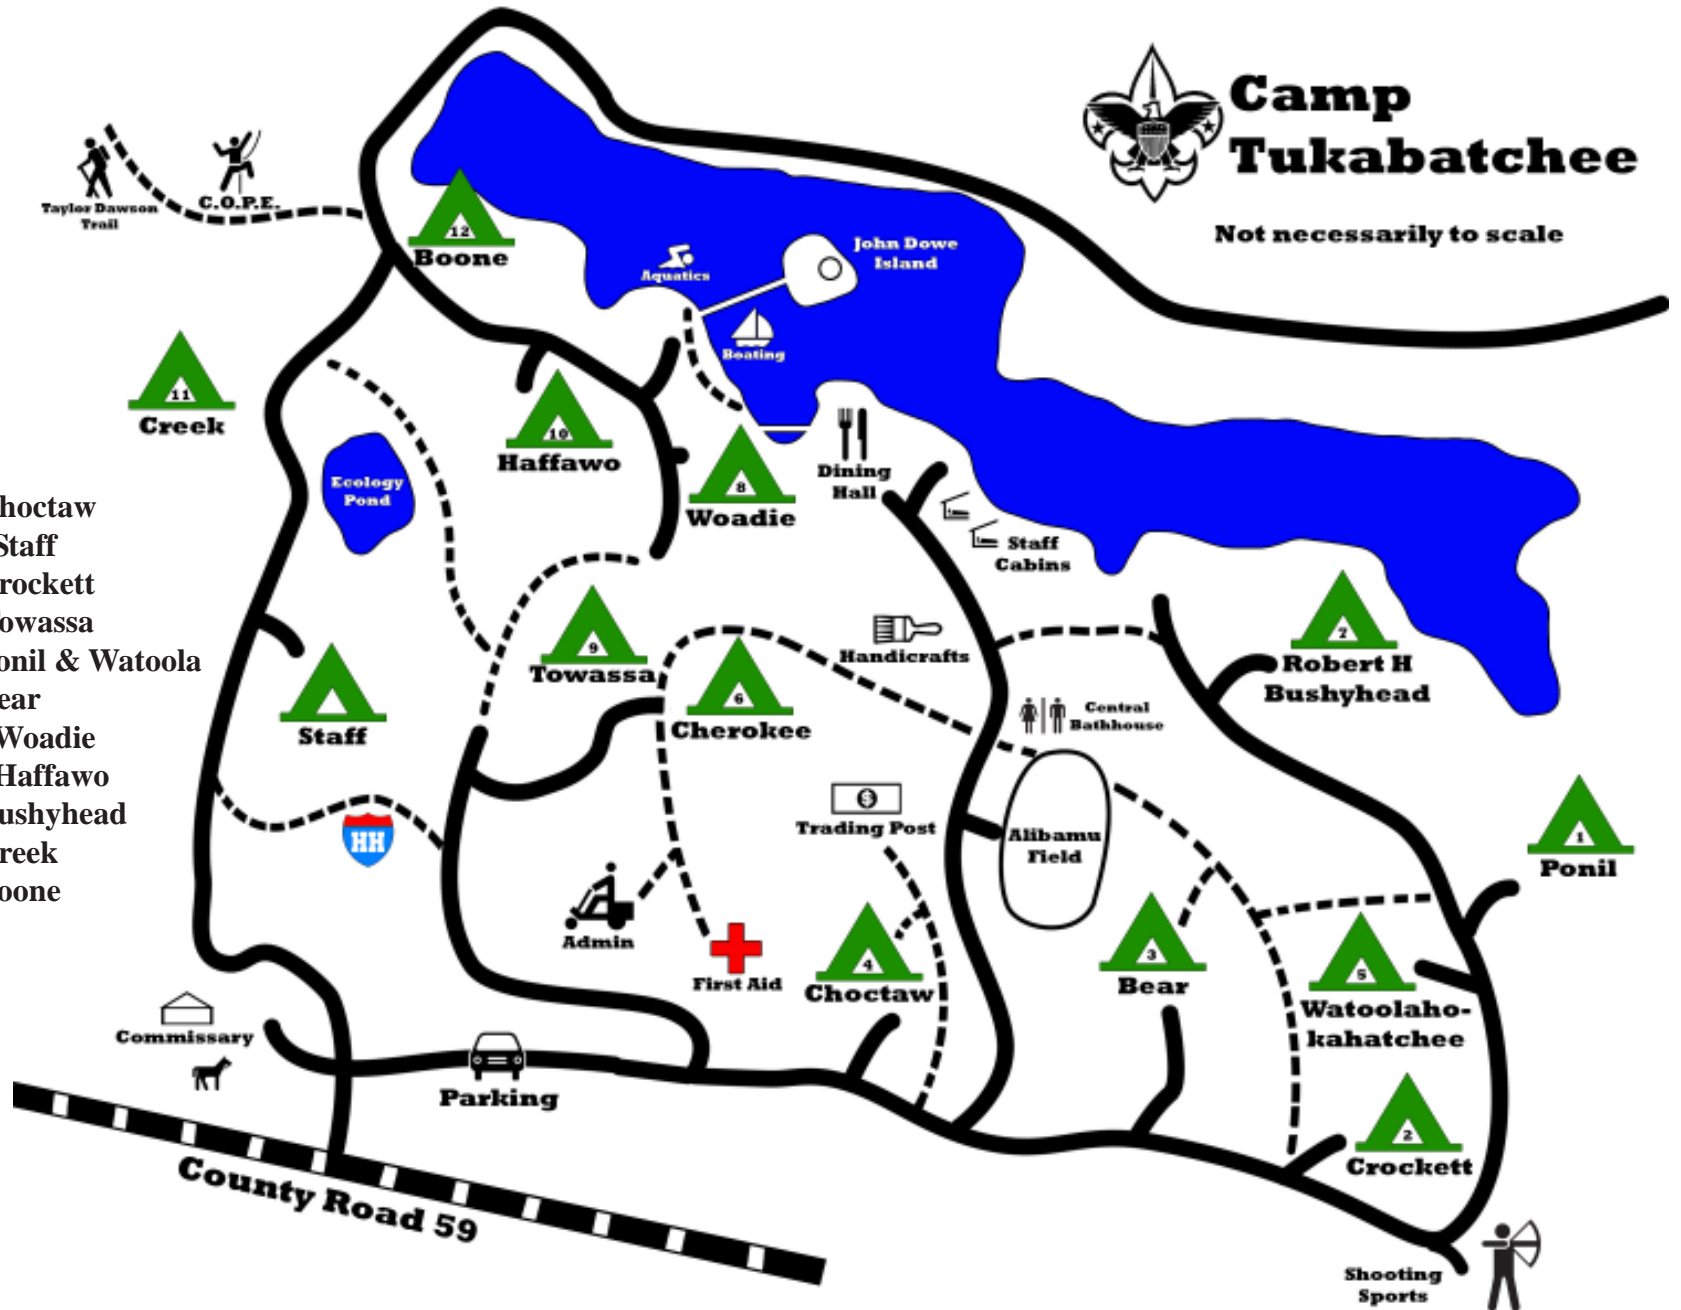 Camp
Tukabatchee
Not necessarily to scale
Taylor Dawson
Trail
C.O.P.E.
12
Boone
Aquatics
John Dowe
Island
Boating
11
Creek
10
Haffawo
8
Woadie
Dining
Hall
Ecology
Pond
Staff
Cabins
hoctaw
Staff
rockett
owassa
onil & Watoola
ear
Woadie
Haffawo
ushyhead
reek
oone
9
Towassa
Handicrafts
7
Robert H
Bushyhead
Staff
6
Cherokee
Central
Bathhouse
$
Trading Post
Alibamu
Field
1
Ponil
HH
Admin
First Aid
4
Choctaw
3
Bear
5
Watoolaho-
kahatchee
Commissary
Parking
2
Crockett
County Road 59
Shooting
Sports